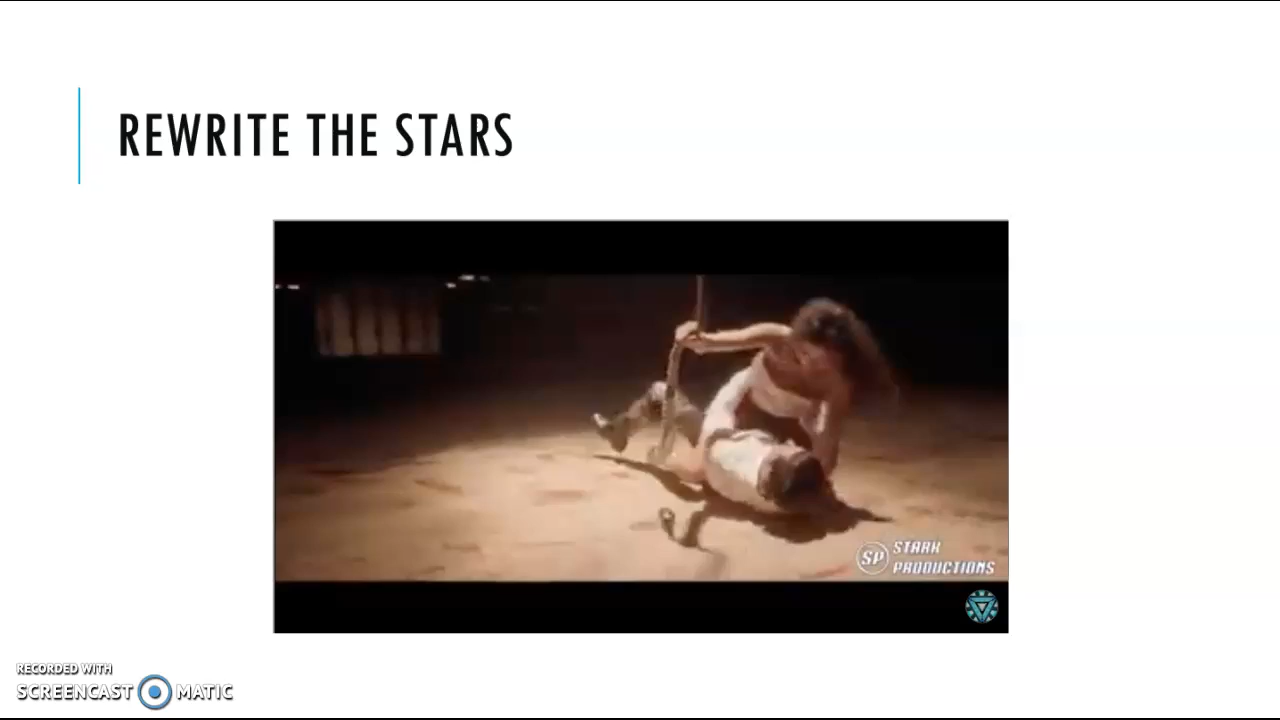 REWRITE THE STARS
SP STARK
PRODUCTIONS
RECORDED WITH
SCREENCAST MATIC